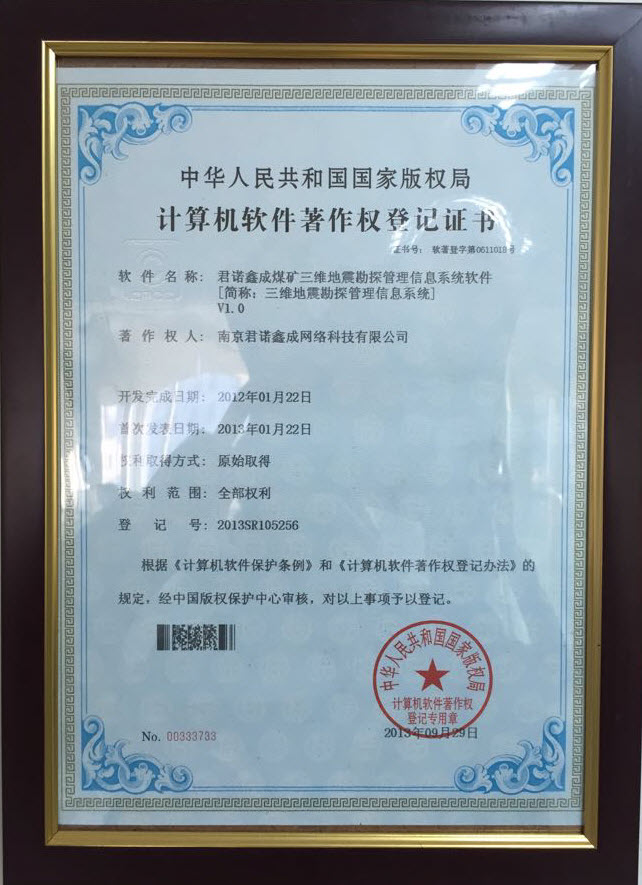 中华人民共和国国家版权局
计算机软件著作权登记证书
证书号: 软著登字第0611018号
软件名称: 君诺鑫成煤矿三维地震勘探管理信息系统软件
[简称: 三维地震勘探管理信息系统]
V1.0
著作权人: 南京君诺鑫成网络科技有限公司
开发完成日期: 2012年01月22日
首次发表日期: 2013年01月22日
权利取得方式: 原始取得
权利范围: 全部权利
登记号: 2013SR105256
根据《计算机软件保护条例》和《计算机软件著作权登记办法》的
规定, 经中国版权保护中心审核, 对以上事项予以登记。
中华人民共和国国家版权局
计算机软件著作权
登记专用章
No. 00333733
2013年09月29日